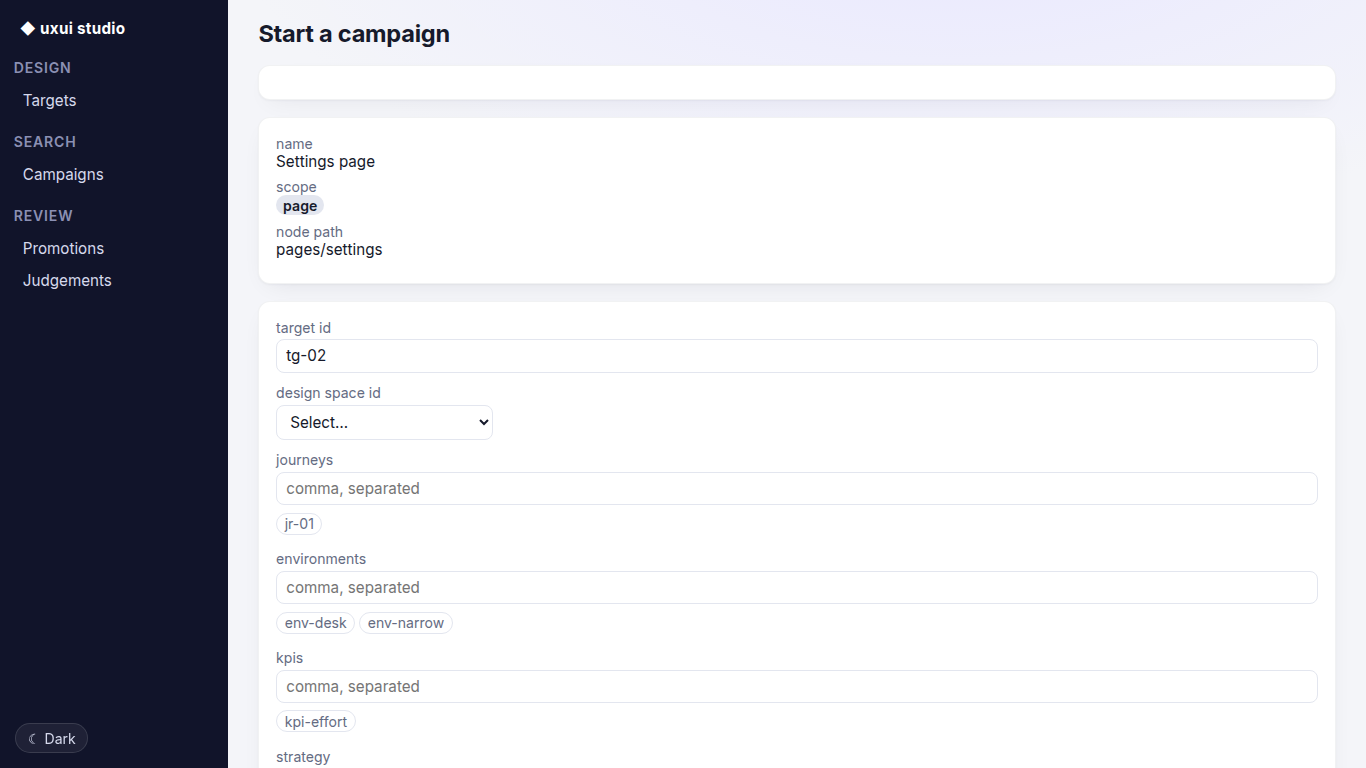 ◆ uxui studio
DESIGN
Targets
SEARCH
Campaigns
REVIEW
Promotions
Judgements
☾ Dark
Start a campaign
name
Settings page
scope
page
node path
pages/settings
target id
tg-02
design space id
Select...
journeys
comma, separated
jr-01
environments
comma, separated
env-desk env-narrow
kpis
comma, separated
kpi-effort
strategy